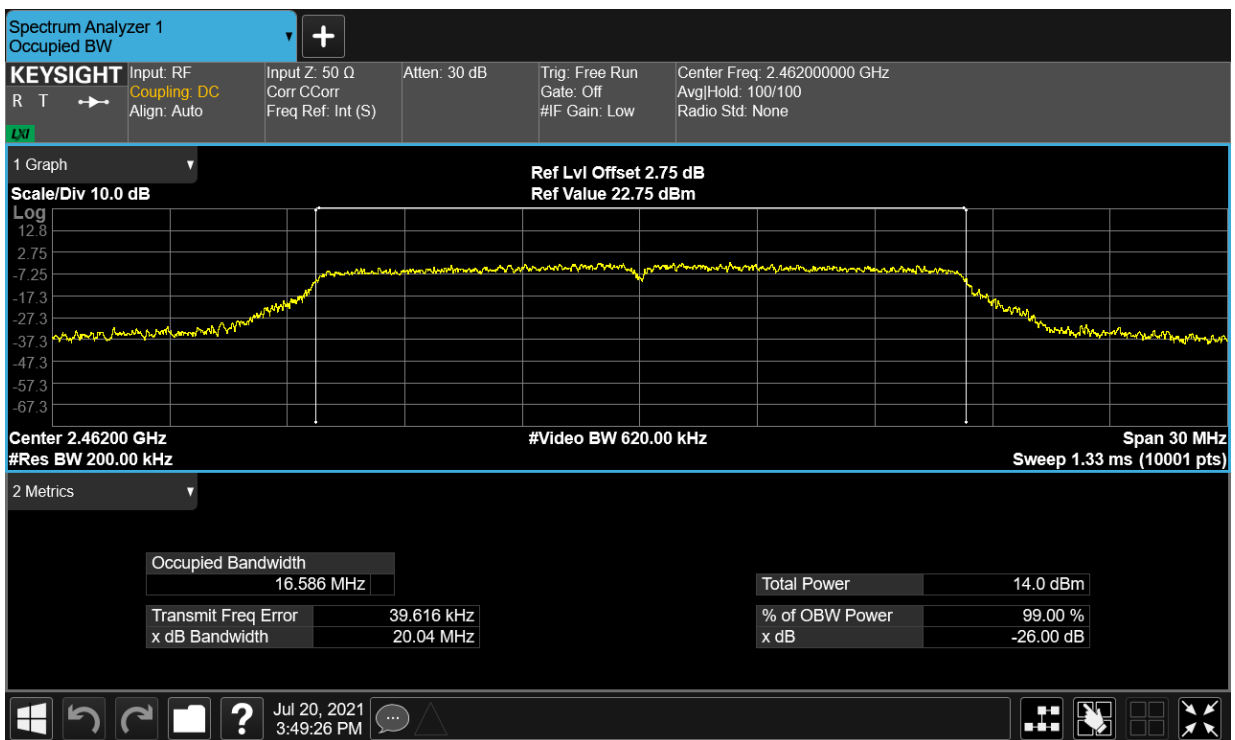 Spectrum Analyzer 1
Occupied BW
+
KEYSIGHT Input: RF Input Z: 50 Ω Atten: 30 dB Trig: Free Run Center Freq: 2.462000000 GHz
R T Coupling: DC Corr CCorr Gate: Off Avg|Hold: 100/100
Align: Auto Freq Ref: Int (S) #IF Gain: Low Radio Std: None
LXI
1 Graph
Ref Lvl Offset 2.75 dB
Scale/Div 10.0 dB Ref Value 22.75 dBm
Log
12.8
2.75
-7.25
-17.3
-27.3
-37.3
-47.3
-57.3
-67.3
Center 2.46200 GHz #Video BW 620.00 kHz Span 30 MHz
#Res BW 200.00 kHz Sweep 1.33 ms (10001 pts)
2 Metrics
Occupied Bandwidth
16.586 MHz Total Power 14.0 dBm
Transmit Freq Error 39.616 kHz % of OBW Power 99.00 %
x dB Bandwidth 20.04 MHz x dB -26.00 dB
? Jul 20, 2021
3:49:26 PM